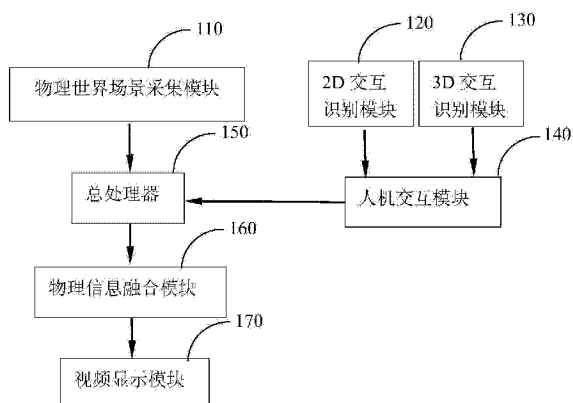 110
120
130
物理世界场景采集模块
2D 交互
识别模块
3D 交互
识别模块
150
140
总处理器
人机交互模块
160
物理信息融合模块
170
视频显示模块